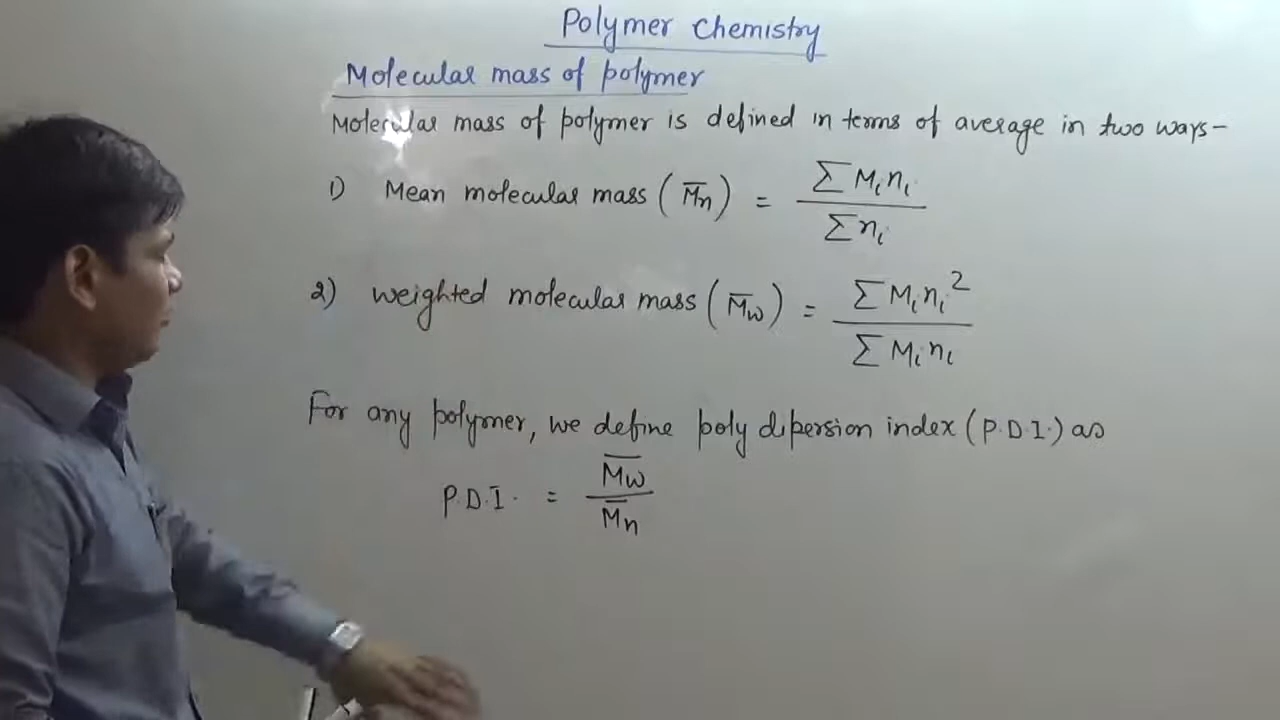 Polymer Chemistry
Molecular mass of polymer
Molecular mass of polymer is defined in terms of average in two ways-
1) Mean molecular mass (M̅n) = ΣMᵢnᵢ / Σnᵢ
2) weighted molecular mass (M̅w) = ΣMᵢnᵢ² / ΣMᵢnᵢ
For any polymer, we define poly dipersion index (P.D.I.) as
P.D.I. = M̅w / M̅n